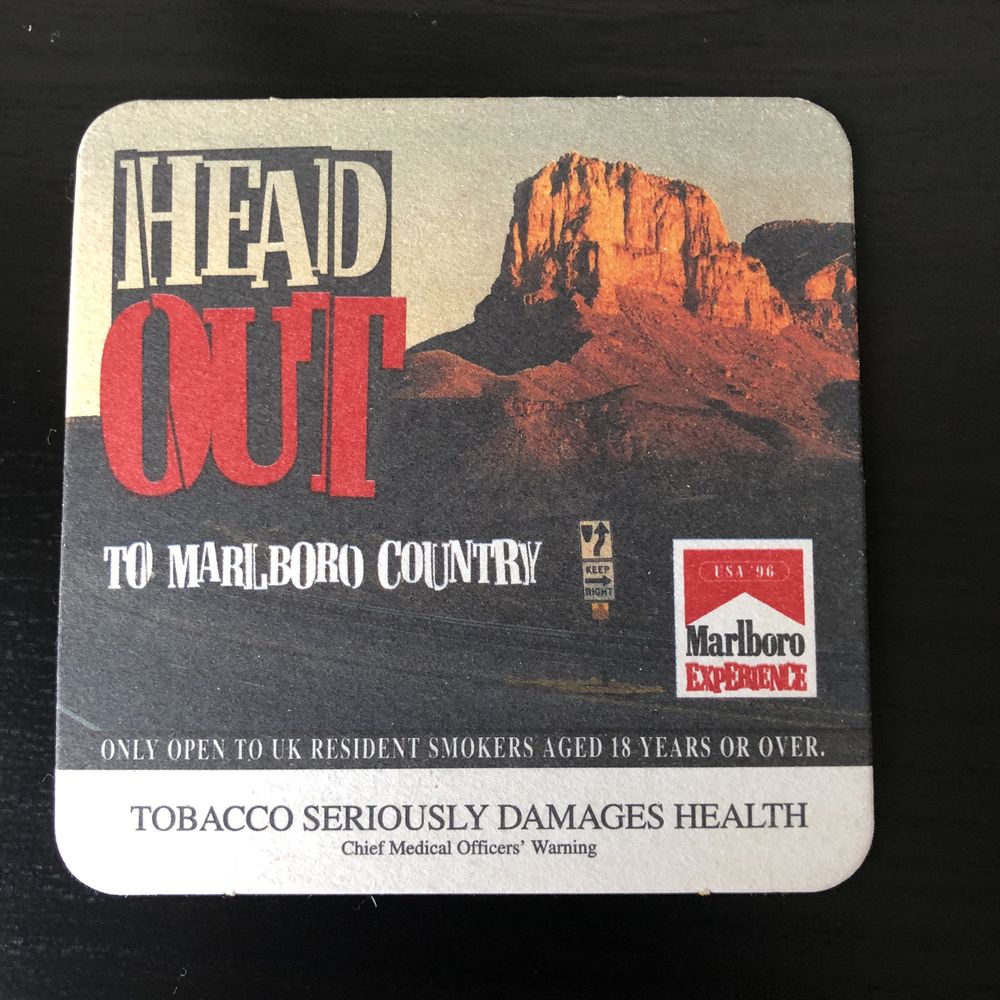 HEAD
OUT
TO MARLBORO COUNTRY
KEEP
RIGHT
USA '96
Marlboro
EXPERIENCE
ONLY OPEN TO UK RESIDENT SMOKERS AGED 18 YEARS OR OVER.
TOBACCO SERIOUSLY DAMAGES HEALTH
Chief Medical Officers' Warning